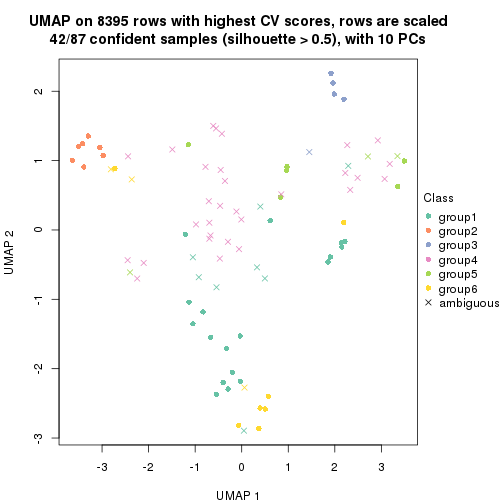 UMAP on 8395 rows with highest CV scores, rows are scaled
42/87 confident samples (silhouette > 0.5), with 10 PCs
2
1
0
-1
-2
-3
UMAP 2
-3
-2
-1
0
1
2
3
UMAP 1
Class
group1
group2
group3
group4
group5
group6
ambiguous